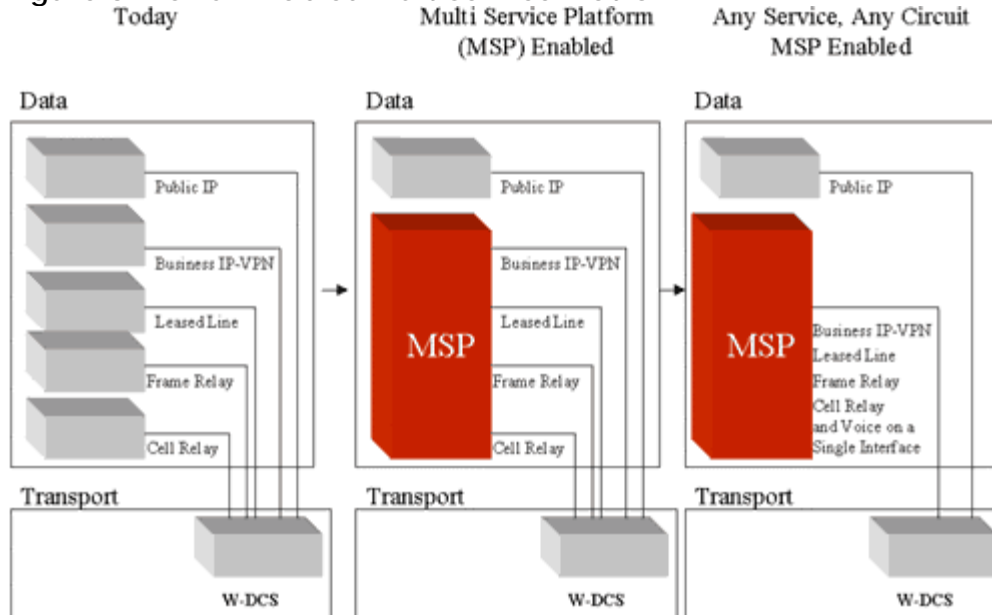 Today
Data
Public IP
Business IP-VPN
Leased Line
Frame Relay
Cell Relay
Transport
W-DCS
Multi Service Platform
(MSP) Enabled
Data
Public IP
MSP
Business IP-VPN
Leased Line
Frame Relay
Cell Relay
Transport
W-DCS
Any Service, Any Circuit
MSP Enabled
Data
Public IP
MSP
Business IP-VPN
Leased Line
Frame Relay
Cell Relay
and Voice on a
Single Interface
Transport
W-DCS